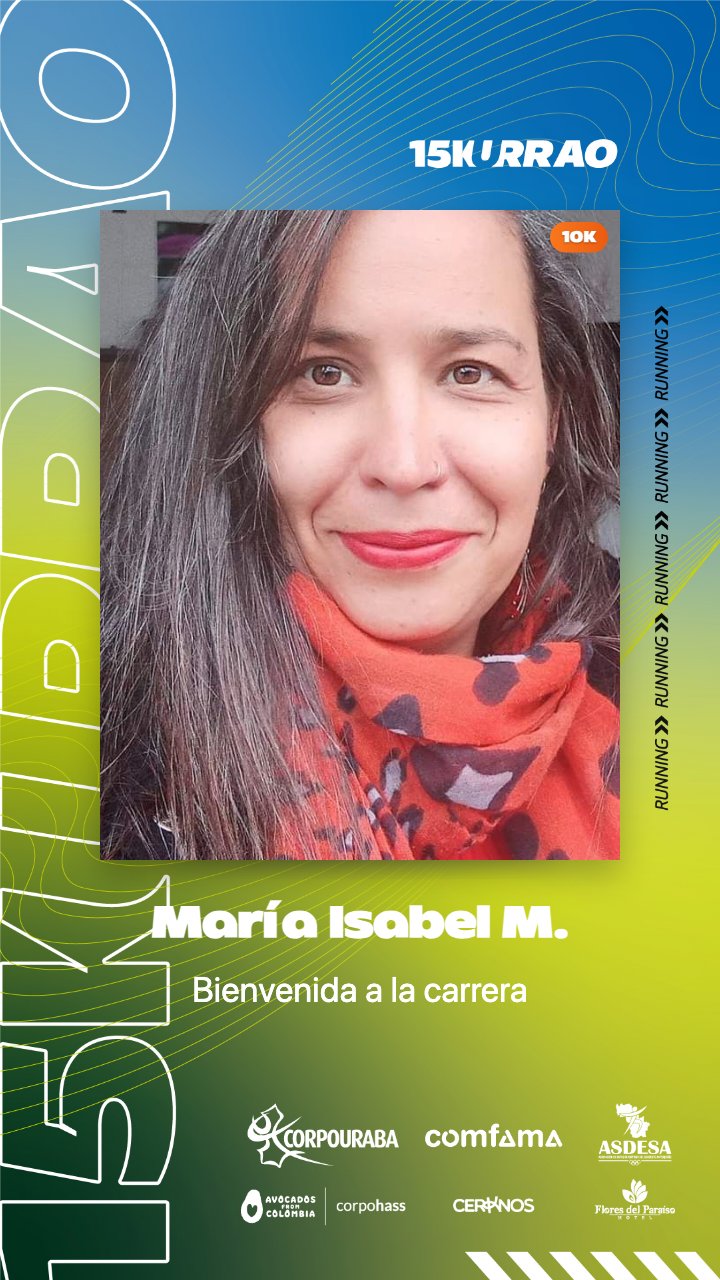 15KURRAO
15KURRAO
10K
RUNNING RUNNING RUNNING RUNNING RUNNING
María Isabel M.
Bienvenida a la carrera
CORPOURABA
comfama
ASDESA
AVOCADOS
FROM
COLOMBIA
corpohass
CERKNOS
Flores del Paraíso
HOTEL